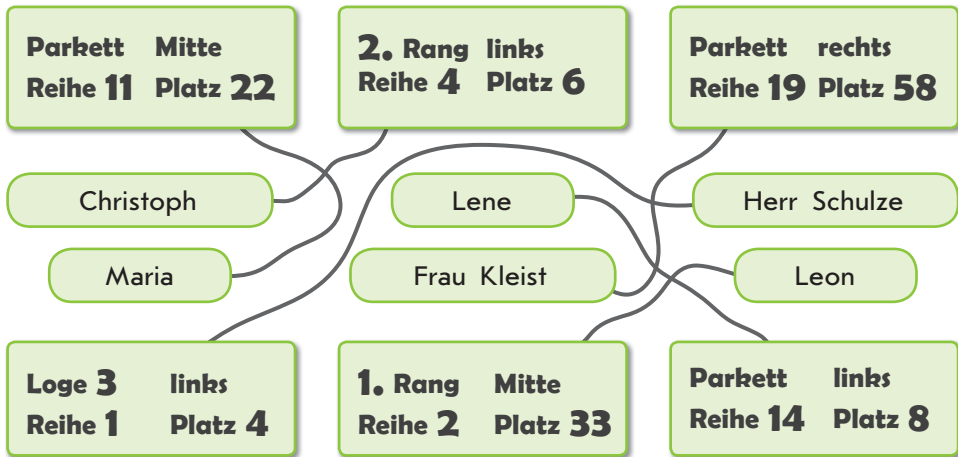 Parkett Mitte
Reihe 11 Platz 22
2. Rang links
Reihe 4 Platz 6
Parkett rechts
Reihe 19 Platz 58
Christoph
Lene
Herr Schulze
Maria
Frau Kleist
Leon
Loge 3 links
Reihe 1 Platz 4
1. Rang Mitte
Reihe 2 Platz 33
Parkett links
Reihe 14 Platz 8